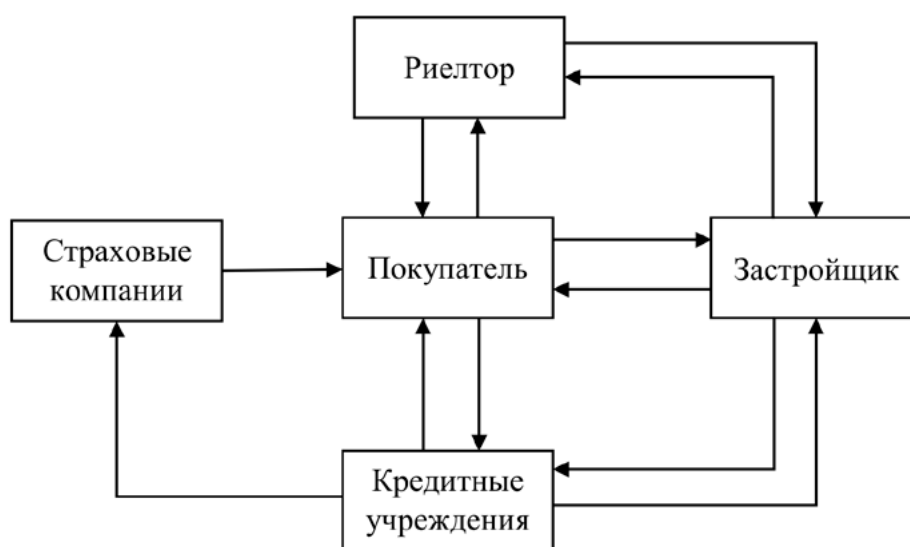 Риелтор
Страховые
компании
Покупатель
Застройщик
Кредитные
учреждения